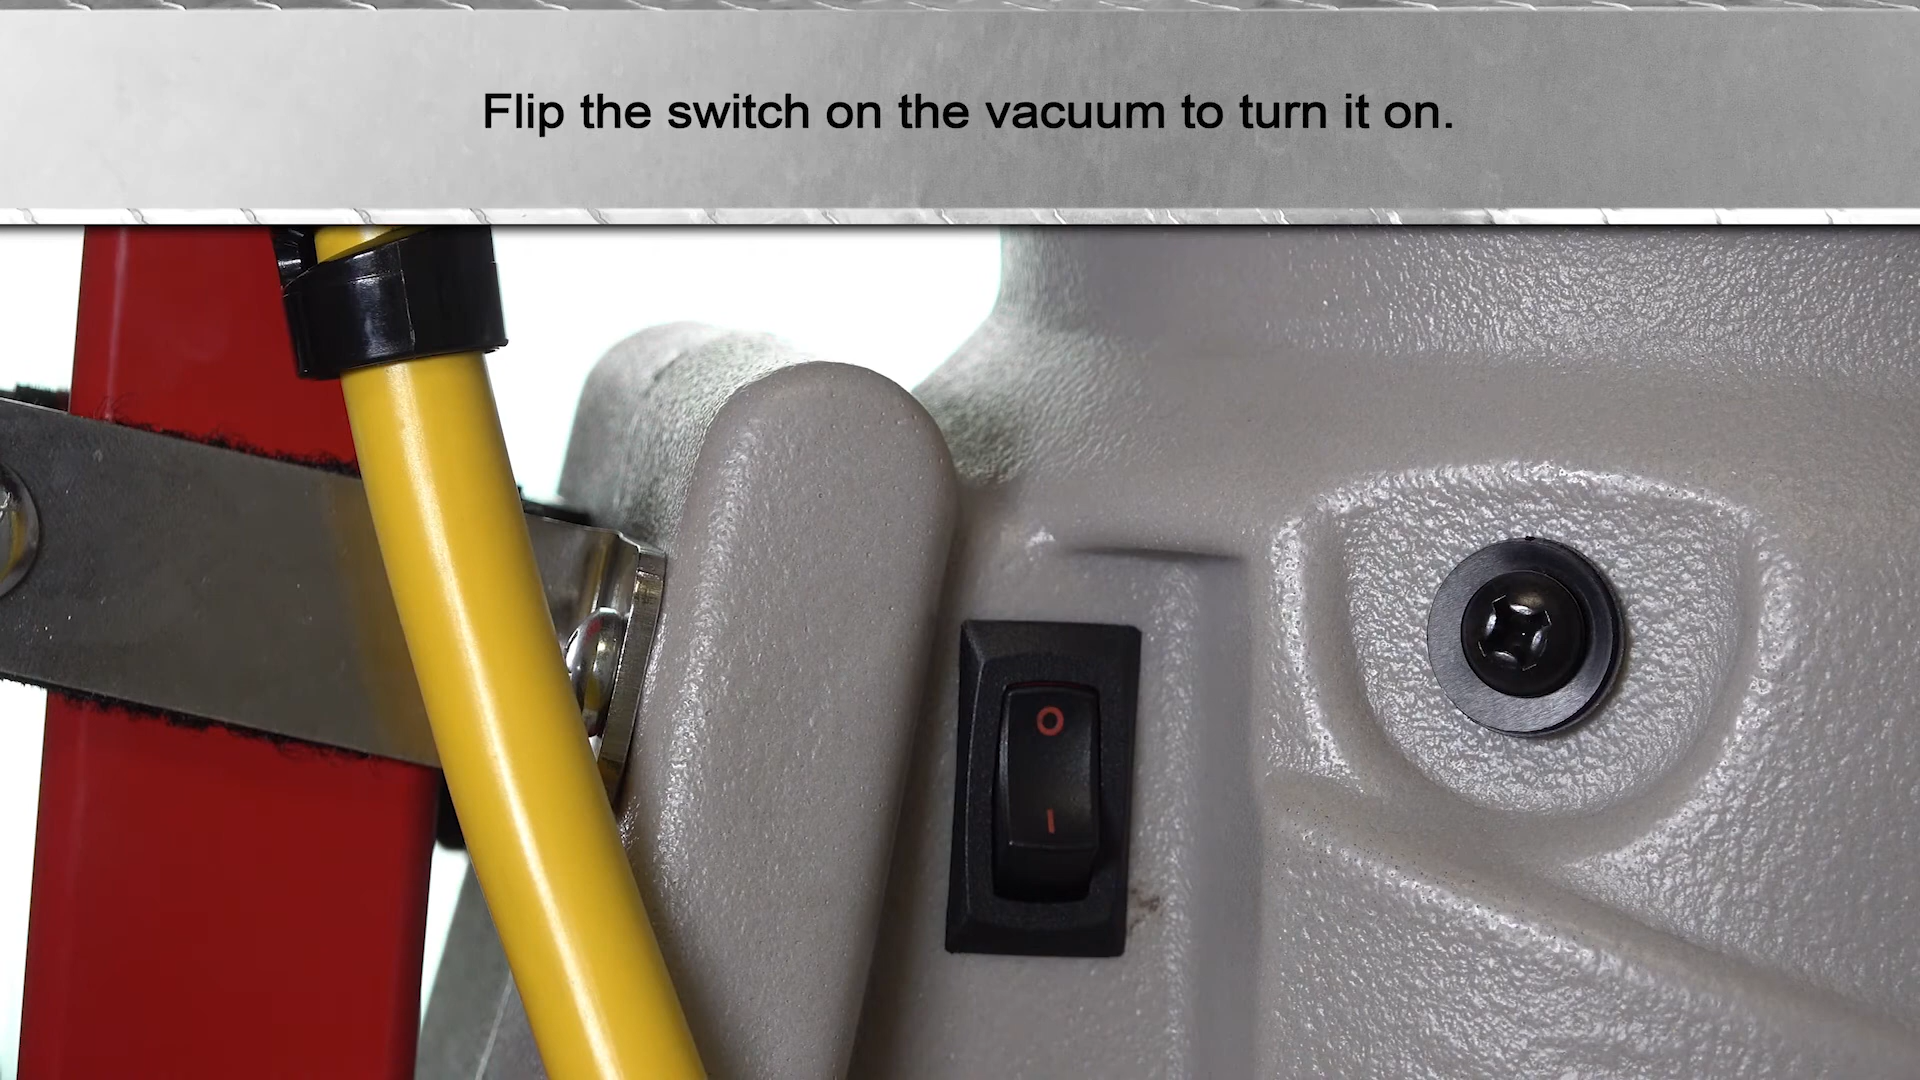 Flip the switch on the vacuum to turn it on.
O
I